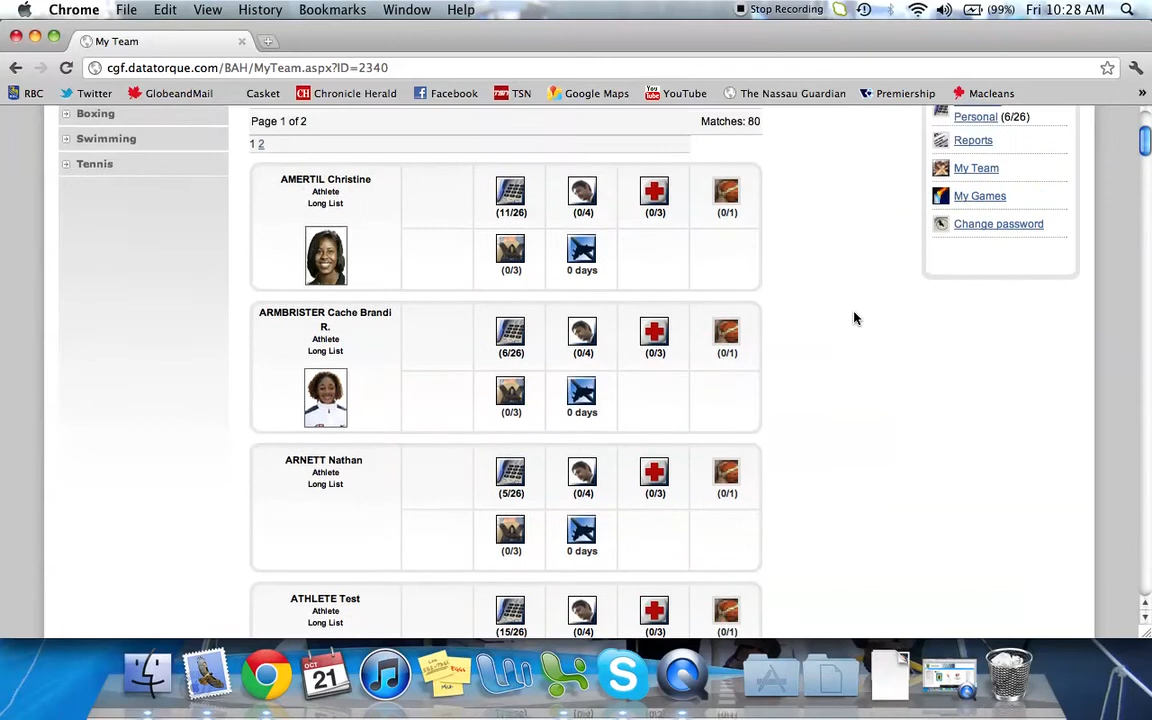 Chrome File Edit View History Bookmarks Window Help Stop Recording (99%) Fri 10:28 AM
My Team
cgf.datatorque.com/BAH/MyTeam.aspx?ID=2340
RBC Twitter GlobeandMail Casket Chronicle Herald Facebook TSN Google Maps YouTube The Nassau Guardian Premiership Macleans »
Boxing
Swimming
Tennis
Page 1 of 2 Matches: 80
1 2
AMERTIL Christine
Athlete
Long List
(11/26) (0/4) (0/3) (0/1)
(0/3) 0 days
ARMBRISTER Cache Brandi
R.
Athlete
Long List
(6/26) (0/4) (0/3) (0/1)
(0/3) 0 days
ARNETT Nathan
Athlete
Long List
(5/26) (0/4) (0/3) (0/1)
(0/3) 0 days
ATHLETE Test
Athlete
Long List
(15/26) (0/4) (0/3) (0/1)
Personal (6/26)
Reports
My Team
My Games
Change password
OCT
21